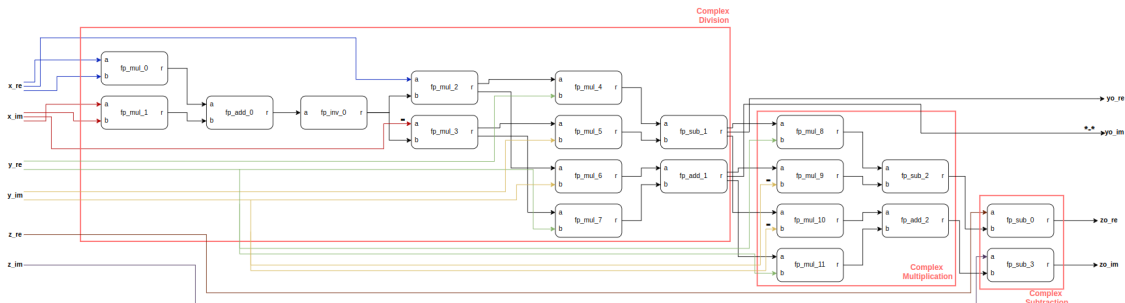 Complex
Division
a
fp_mul_0
r
b
x_re
a
fp_mul_1
r
b
x_im
a
fp_add_0
r
b
a
fp_inv_0
r
a
fp_mul_2
r
b
-
a
fp_mul_3
r
b
a
fp_mul_4
r
b
a
fp_mul_5
r
b
a
fp_mul_6
r
b
a
fp_mul_7
r
b
a
fp_sub_1
r
b
a
fp_add_1
r
b
y_re
y_im
z_re
z_im
a
fp_mul_8
r
b
a
fp_mul_9
r
-
b
a
fp_mul_10
r
-
b
a
fp_mul_11
r
b
a
fp_sub_2
r
b
a
fp_add_2
r
b
Complex
Multiplication
a
fp_sub_0
r
b
a
fp_sub_3
r
b
Complex
Subtraction
yo_re
*-*
yo_im
zo_re
zo_im